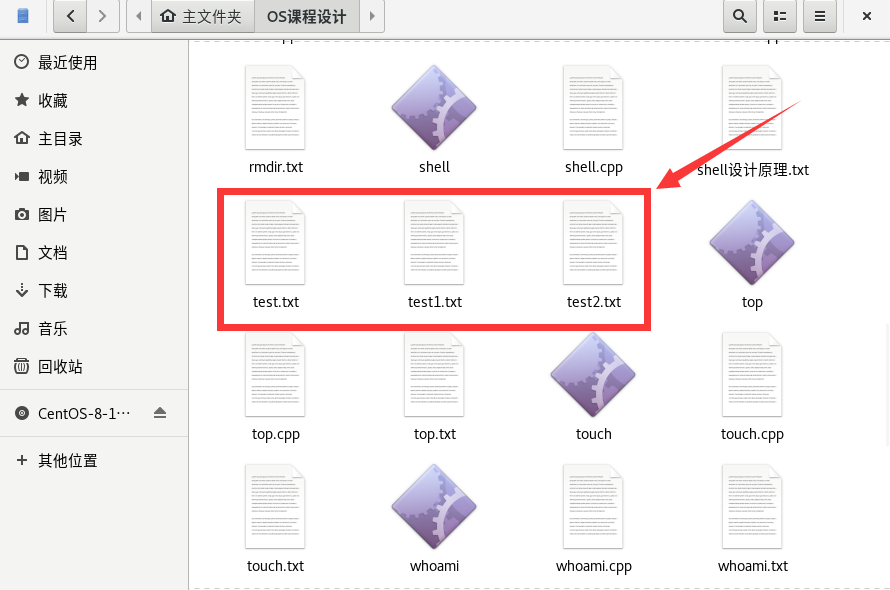 主文件夹
OS课程设计
最近使用
收藏
主目录
视频
图片
文档
下载
音乐
回收站
CentOS-8-1···
其他位置
rmdir.txt
shell
shell.cpp
shell设计原理.txt
test.txt
test1.txt
test2.txt
top
top.cpp
top.txt
touch
touch.cpp
touch.txt
whoami
whoami.cpp
whoami.txt